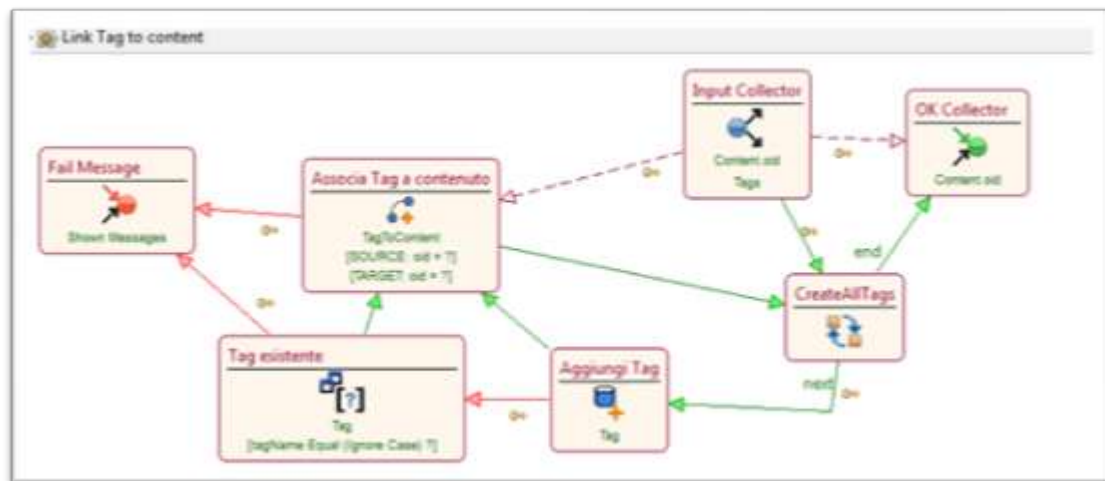 Link Tag to content
Input Collector
Content.oid
Tags
OK Collector
Content.oid
Fail Message
Shown Messages
Associa Tag a contenuto
TagToContent
[SOURCE: oid = ?]
[TARGET: oid = ?]
end
CreateAllTags
next
Tag esistente
Tag
[tagName Equal (Ignore Case) ?]
Aggiungi Tag
Tag